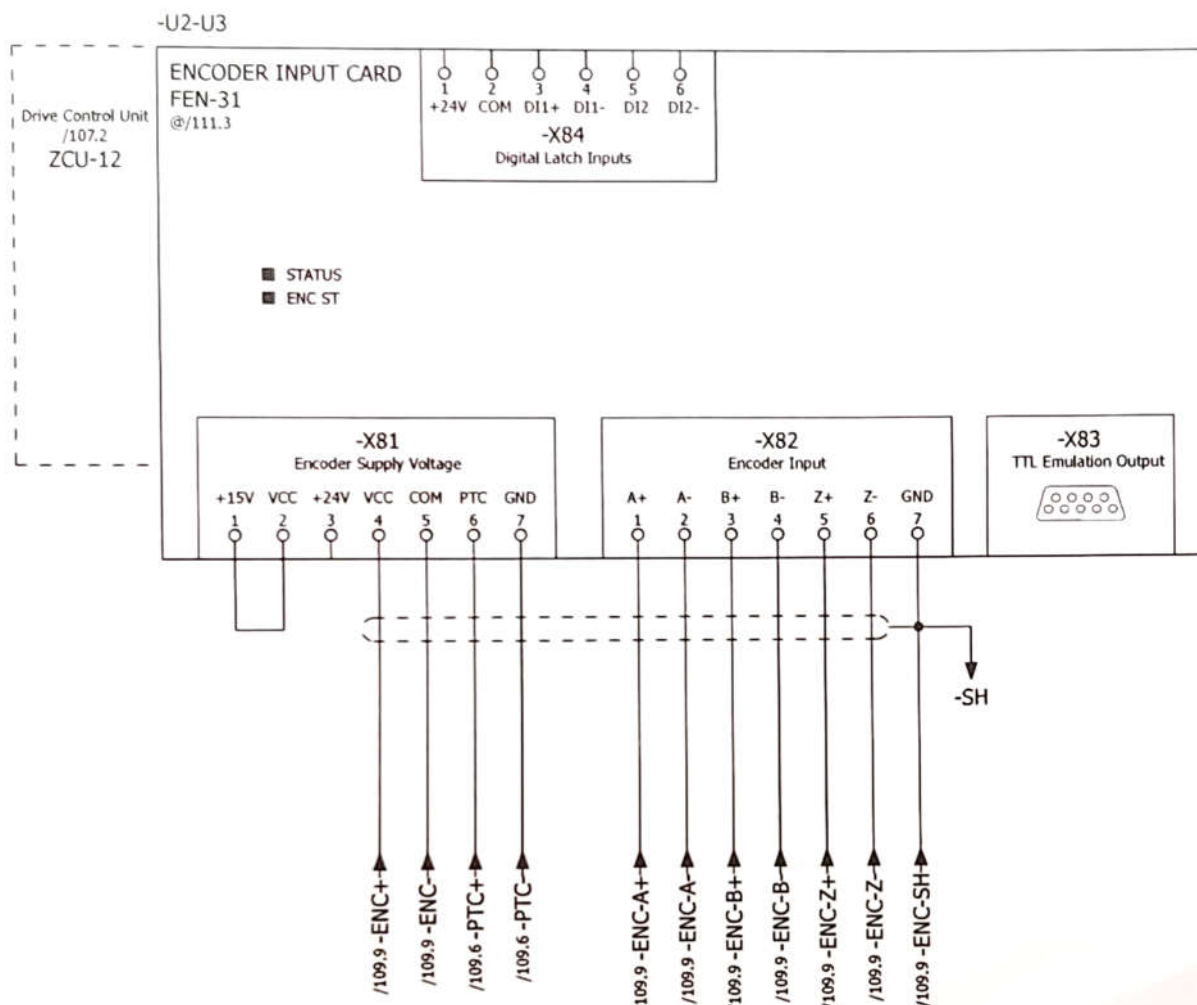 -U2-U3
Drive Control Unit
/107.2
ZCU-12
ENCODER INPUT CARD
FEN-31
@/111.3
1 2 3 4 5 6
+24V COM DI1+ DI1- DI2 DI2-
-X84
Digital Latch Inputs
STATUS
ENC ST
-X81
Encoder Supply Voltage
+15V VCC +24V VCC COM PTC GND
1 2 3 4 5 6 7
-X82
Encoder Input
A+ A- B+ B- Z+ Z- GND
1 2 3 4 5 6 7
-X83
TTL Emulation Output
-SH
/109.9 -ENC+
/109.9 -ENC-
/109.6 -PTC+
/109.6 -PTC-
/109.9 -ENC-A+
/109.9 -ENC-A-
/109.9 -ENC-B+
/109.9 -ENC-B-
/109.9 -ENC-Z+
/109.9 -ENC-Z-
/109.9 -ENC-SH